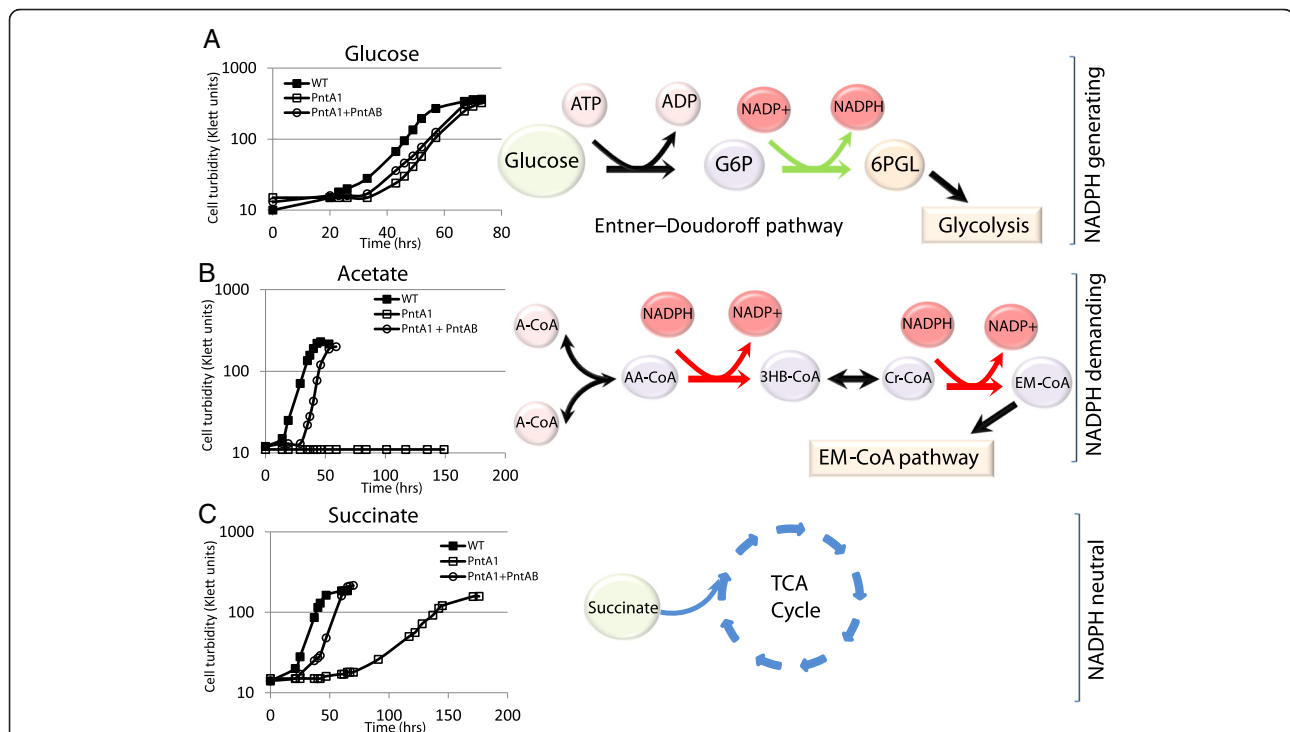 A
Glucose
1000
100
10
Cell turbidity (Klett units)
WT
PntA1
PntA1+PntAB
0 20 40 60 80
Time (hrs)
ATP
ADP
NADP+
NADPH
Glucose
G6P
6PGL
Entner–Doudoroff pathway
Glycolysis
NADPH generating
B
Acetate
1000
100
10
Cell turbidity (Klett units)
WT
PntA1
PntA1 + PntAB
0 50 100 150 200
Time (hrs)
A-CoA
A-CoA
NADPH
NADP+
NADPH
NADP+
AA-CoA
3HB-CoA
Cr-CoA
EM-CoA
EM-CoA pathway
NADPH demanding
C
Succinate
1000
100
10
Cell turbidity (Klett units)
WT
PntA1
PntA1+PntAB
0 50 100 150 200
Time (hrs)
Succinate
TCA
Cycle
NADPH neutral